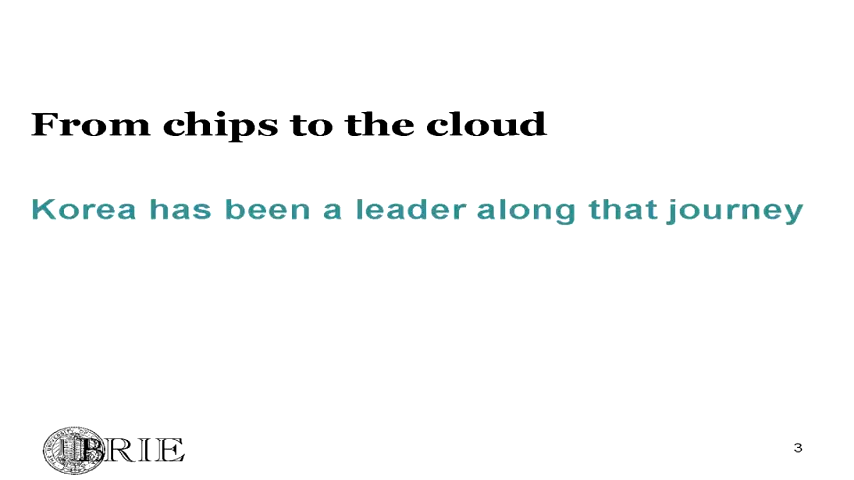 From chips to the cloud
Korea has been a leader along that journey
BRIE
3